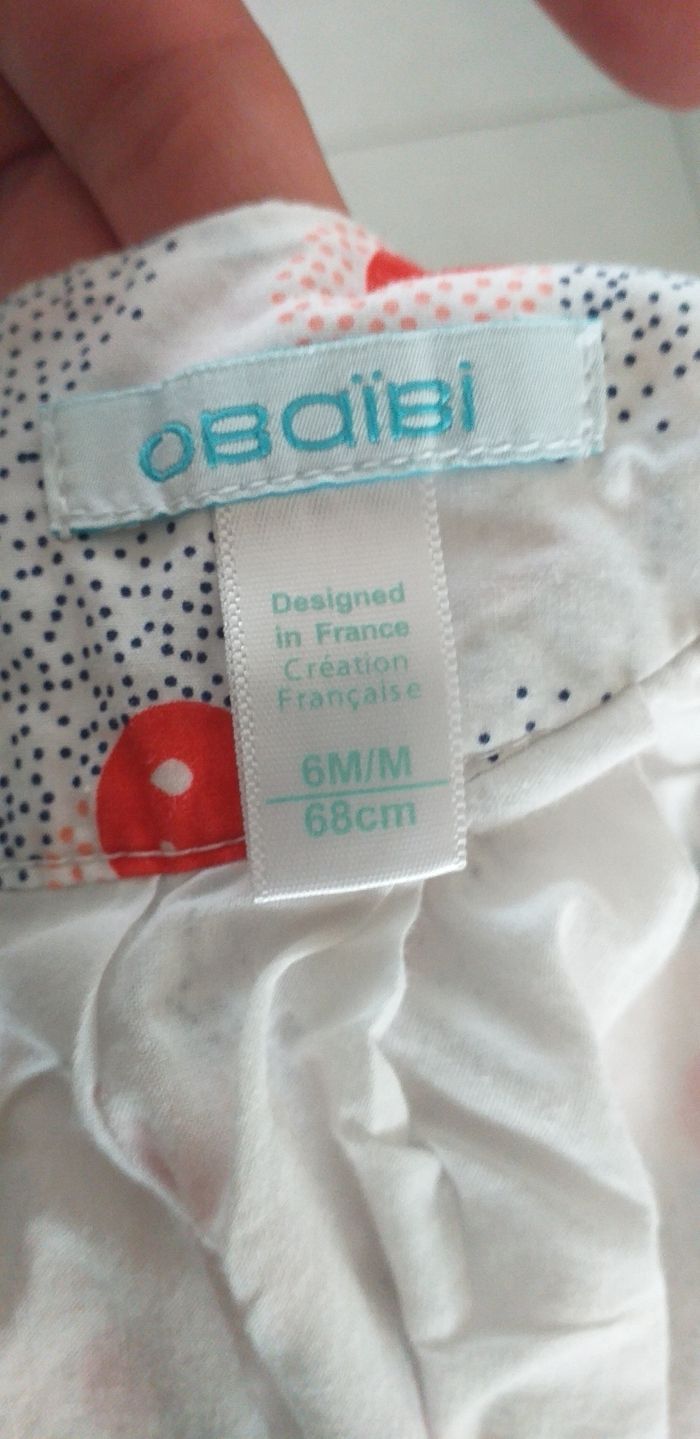 OBaïBi
Designed
in France
Création
Française
6M/M
68cm